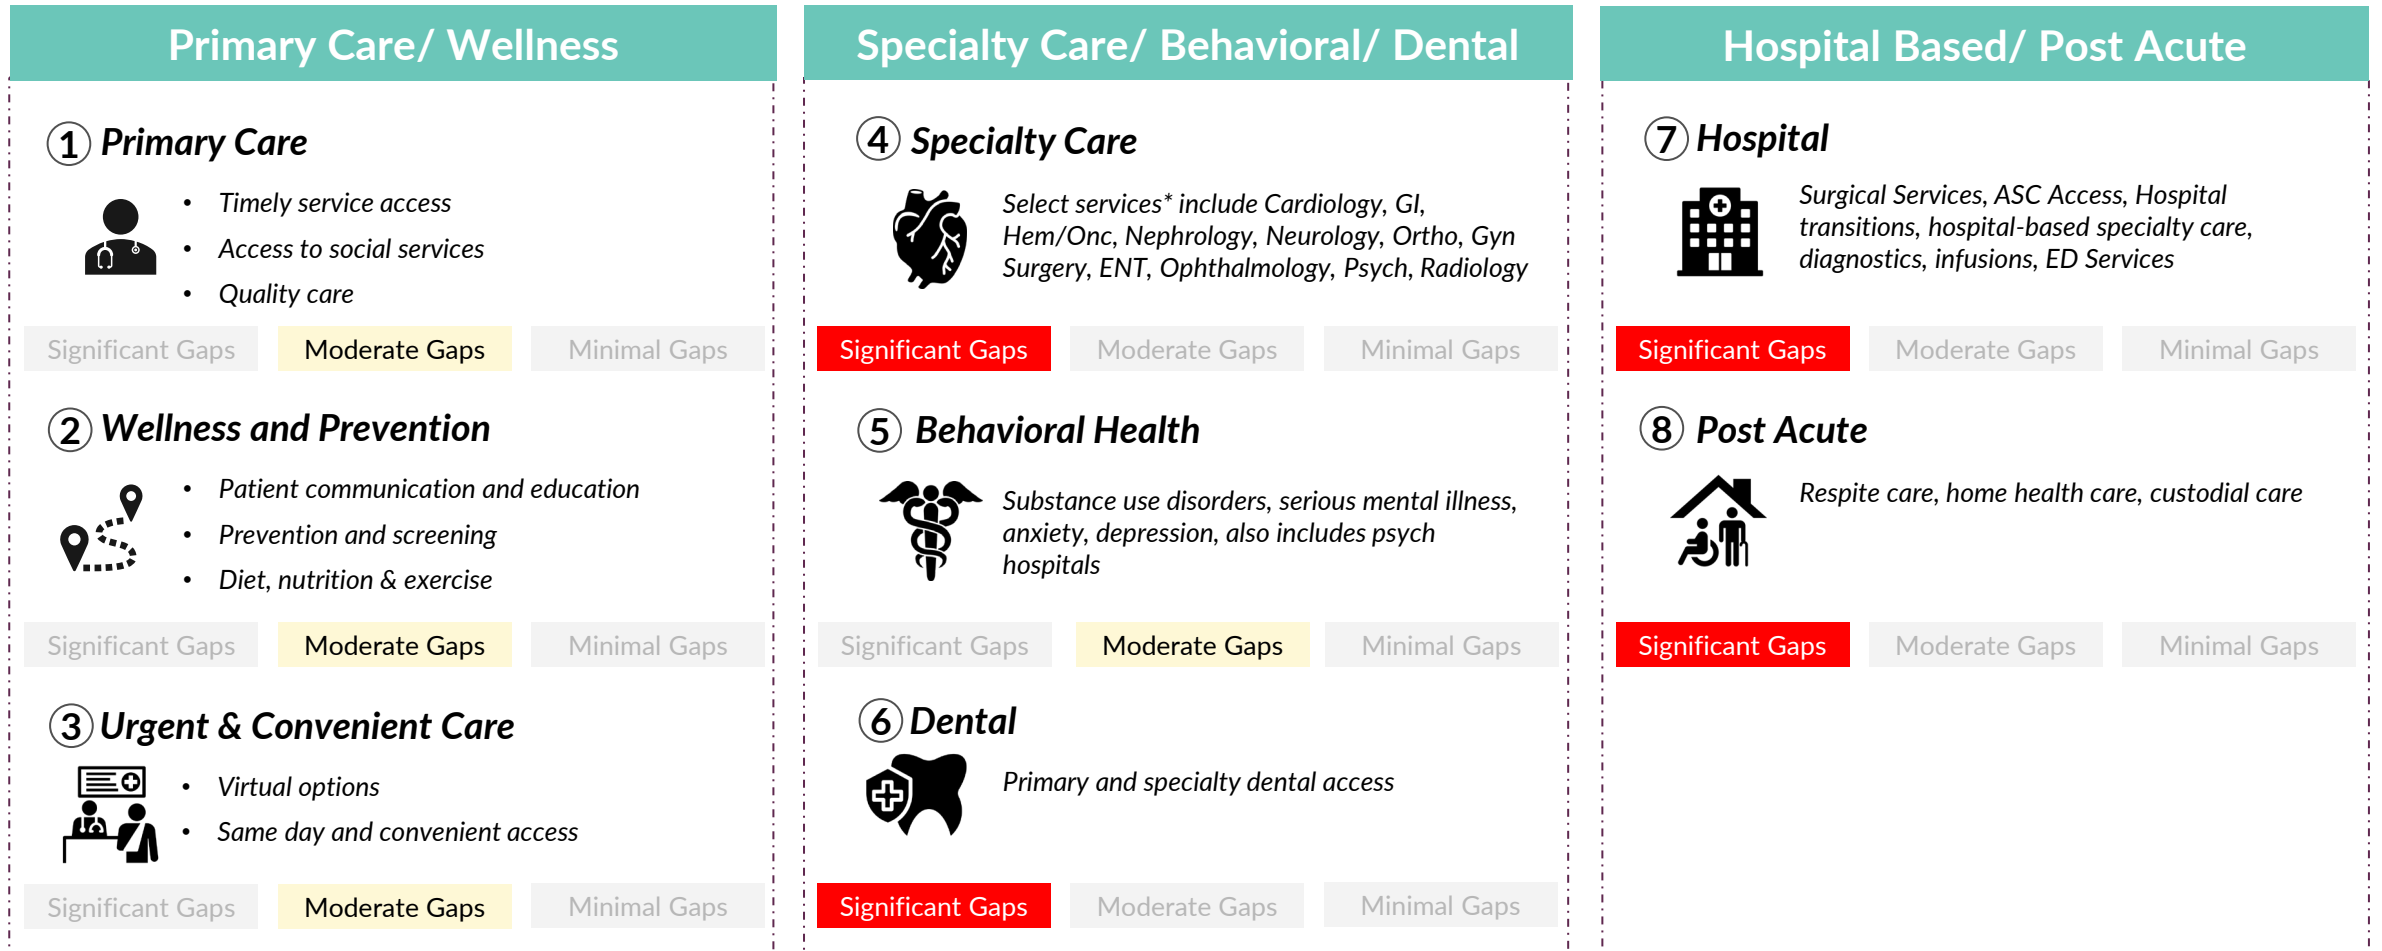 Primary Care/ Wellness
1 Primary Care
• Timely service access
• Access to social services
• Quality care
Significant Gaps Moderate Gaps Minimal Gaps
2 Wellness and Prevention
• Patient communication and education
• Prevention and screening
• Diet, nutrition & exercise
Significant Gaps Moderate Gaps Minimal Gaps
3 Urgent & Convenient Care
• Virtual options
• Same day and convenient access
Significant Gaps Moderate Gaps Minimal Gaps
Specialty Care/ Behavioral/ Dental
4 Specialty Care
Select services* include Cardiology, GI,
Hem/Onc, Nephrology, Neurology, Ortho, Gyn
Surgery, ENT, Ophthalmology, Psych, Radiology
Significant Gaps Moderate Gaps Minimal Gaps
5 Behavioral Health
Substance use disorders, serious mental illness,
anxiety, depression, also includes psych
hospitals
Significant Gaps Moderate Gaps Minimal Gaps
6 Dental
Primary and specialty dental access
Significant Gaps Moderate Gaps Minimal Gaps
Hospital Based/ Post Acute
7 Hospital
Surgical Services, ASC Access, Hospital
transitions, hospital-based specialty care,
diagnostics, infusions, ED Services
Significant Gaps Moderate Gaps Minimal Gaps
8 Post Acute
Respite care, home health care, custodial care
Significant Gaps Moderate Gaps Minimal Gaps